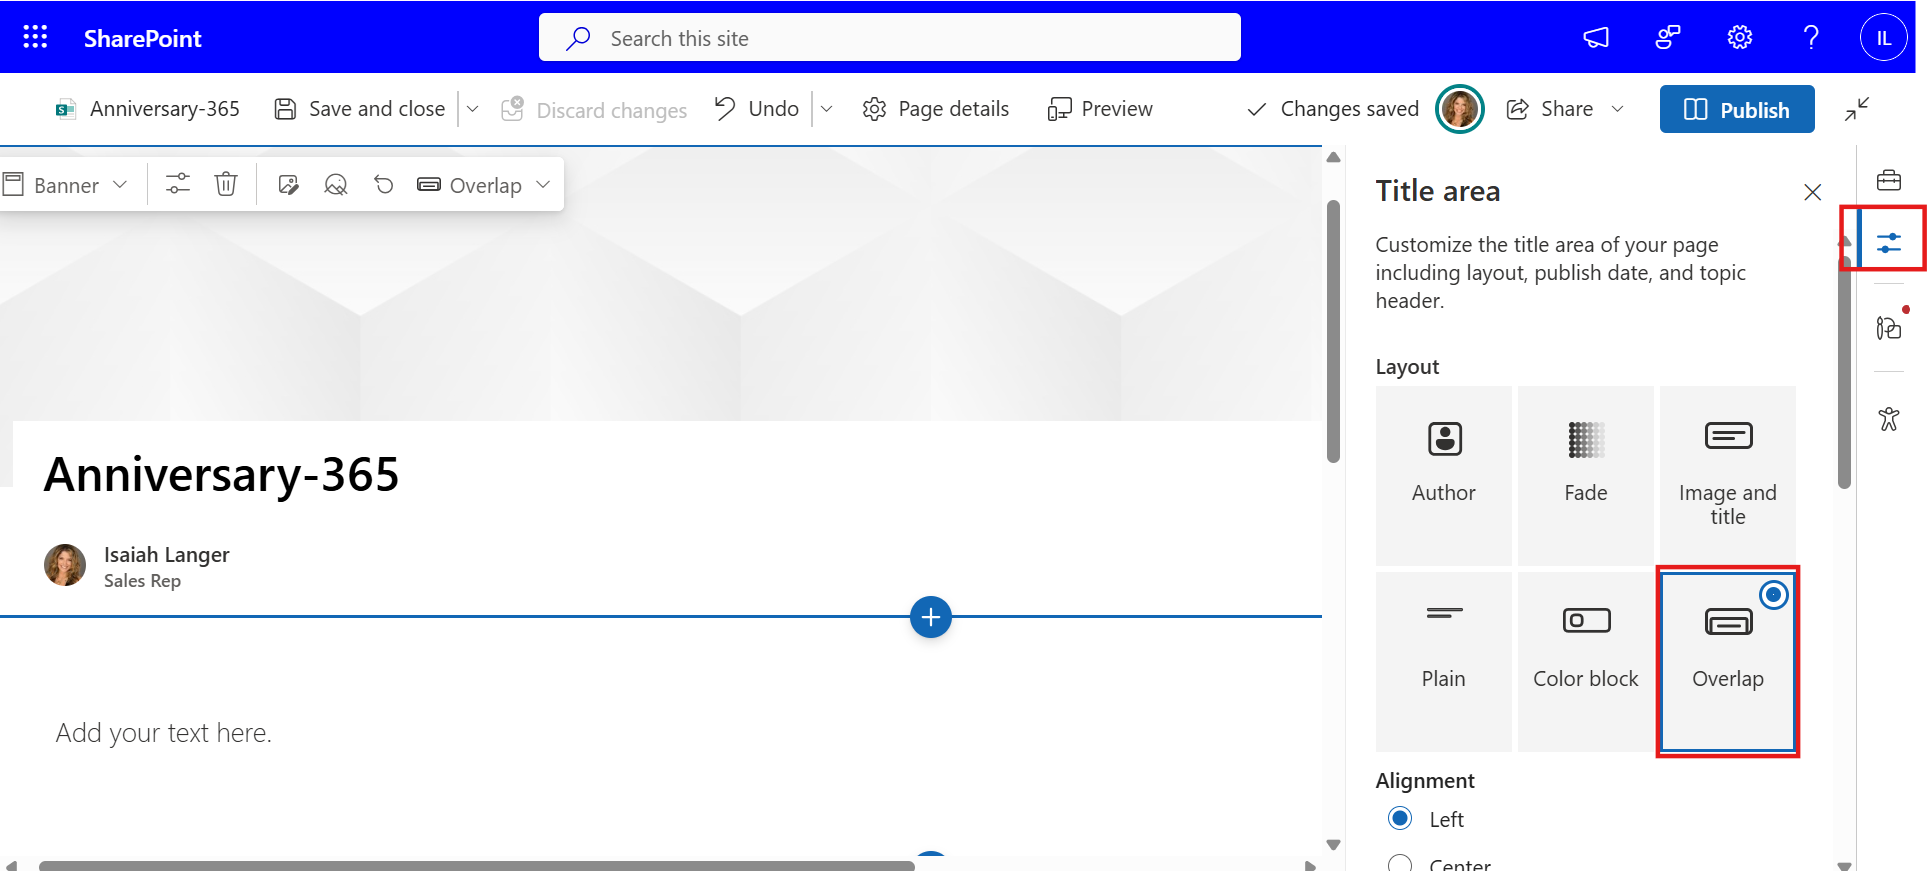 SharePoint
Search this site
IL
Anniversary-365
Save and close
Discard changes
Undo
Page details
Preview
Changes saved
Share
Publish
Banner
Overlap
Anniversary-365
Isaiah Langer
Sales Rep
Add your text here.
Title area
Customize the title area of your page
including layout, publish date, and topic
header.
Layout
Author
Fade
Image and
title
Plain
Color block
Overlap
Alignment
Left
Center